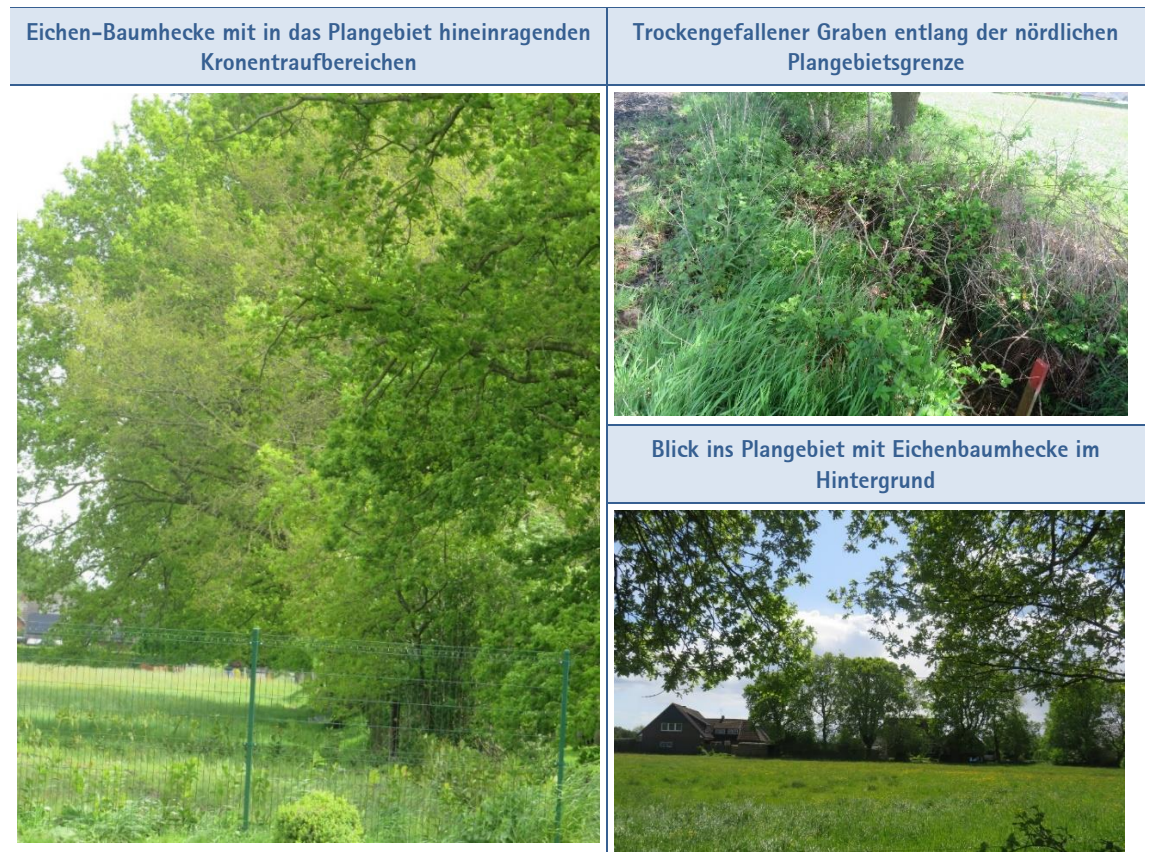 Eichen-Baumhecke mit in das Plangebiet hineinragenden
Kronentraufbereichen
Trockengefallener Graben entlang der nördlichen
Plangebietsgrenze
Blick ins Plangebiet mit Eichenbaumhecke im
Hintergrund